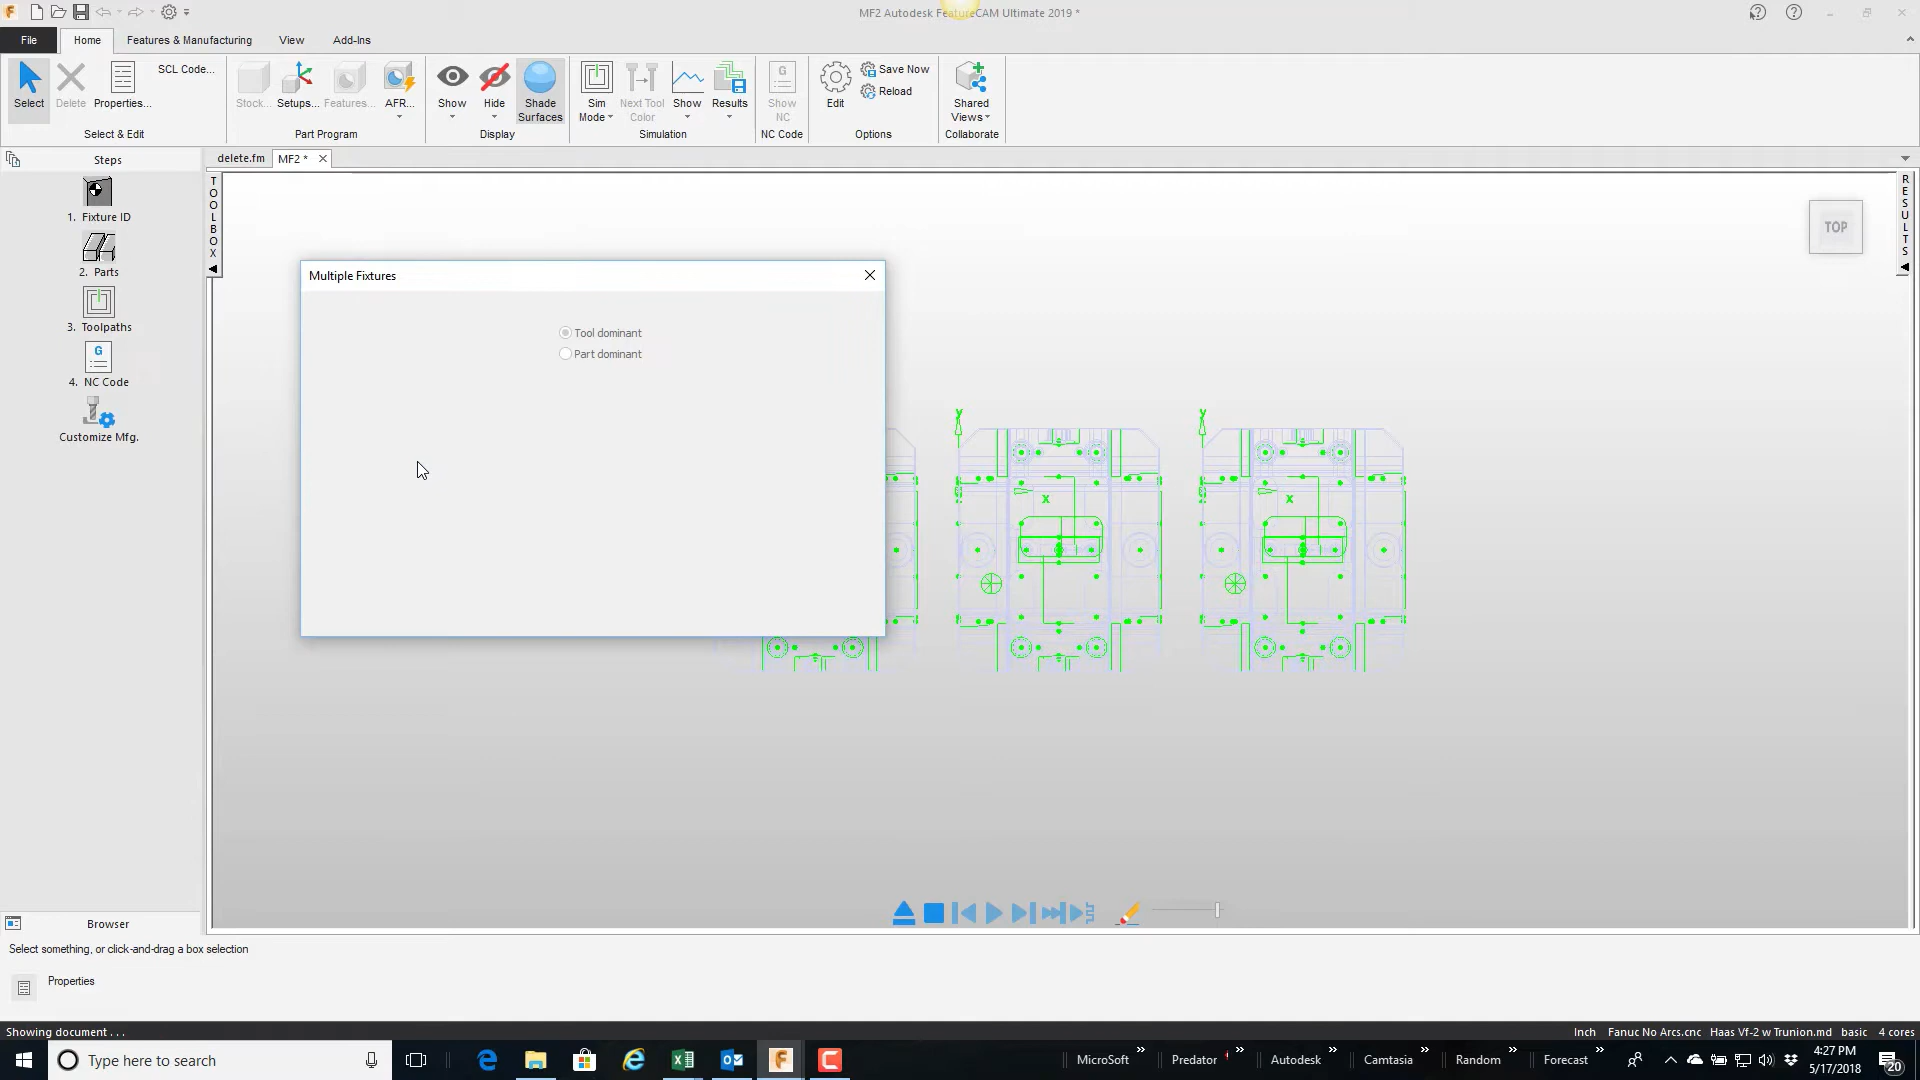 MF2 Autodesk FeatureCAM Ultimate 2019 *
File
Home
Features & Manufacturing
View
Add-Ins
Select
Delete
Properties...
SCL Code...
Select & Edit
Stock...
Setups...
Features...
AFR...
Part Program
Show
Hide
Shade
Surfaces
Display
Sim
Mode
Next Tool
Color
Show
Results
Simulation
G
Show
NC
NC Code
Edit
Save Now
Reload
Options
Shared
Views
Collaborate
Steps
delete.fm
MF2 *
1. Fixture ID
2. Parts
3. Toolpaths
G
4. NC Code
Customize Mfg.
TOOLBOX
RESULTS
TOP
Multiple Fixtures
Tool dominant
Part dominant
y
x
y
x
Browser
Select something, or click-and-drag a box selection
Properties
Showing document . . .
Inch
Fanuc No Arcs.cnc
Haas Vf-2 w Trunion.md
basic
4 cores
Type here to search
MicroSoft
Predator
Autodesk
Camtasia
Random
Forecast
4:27 PM
5/17/2018
20